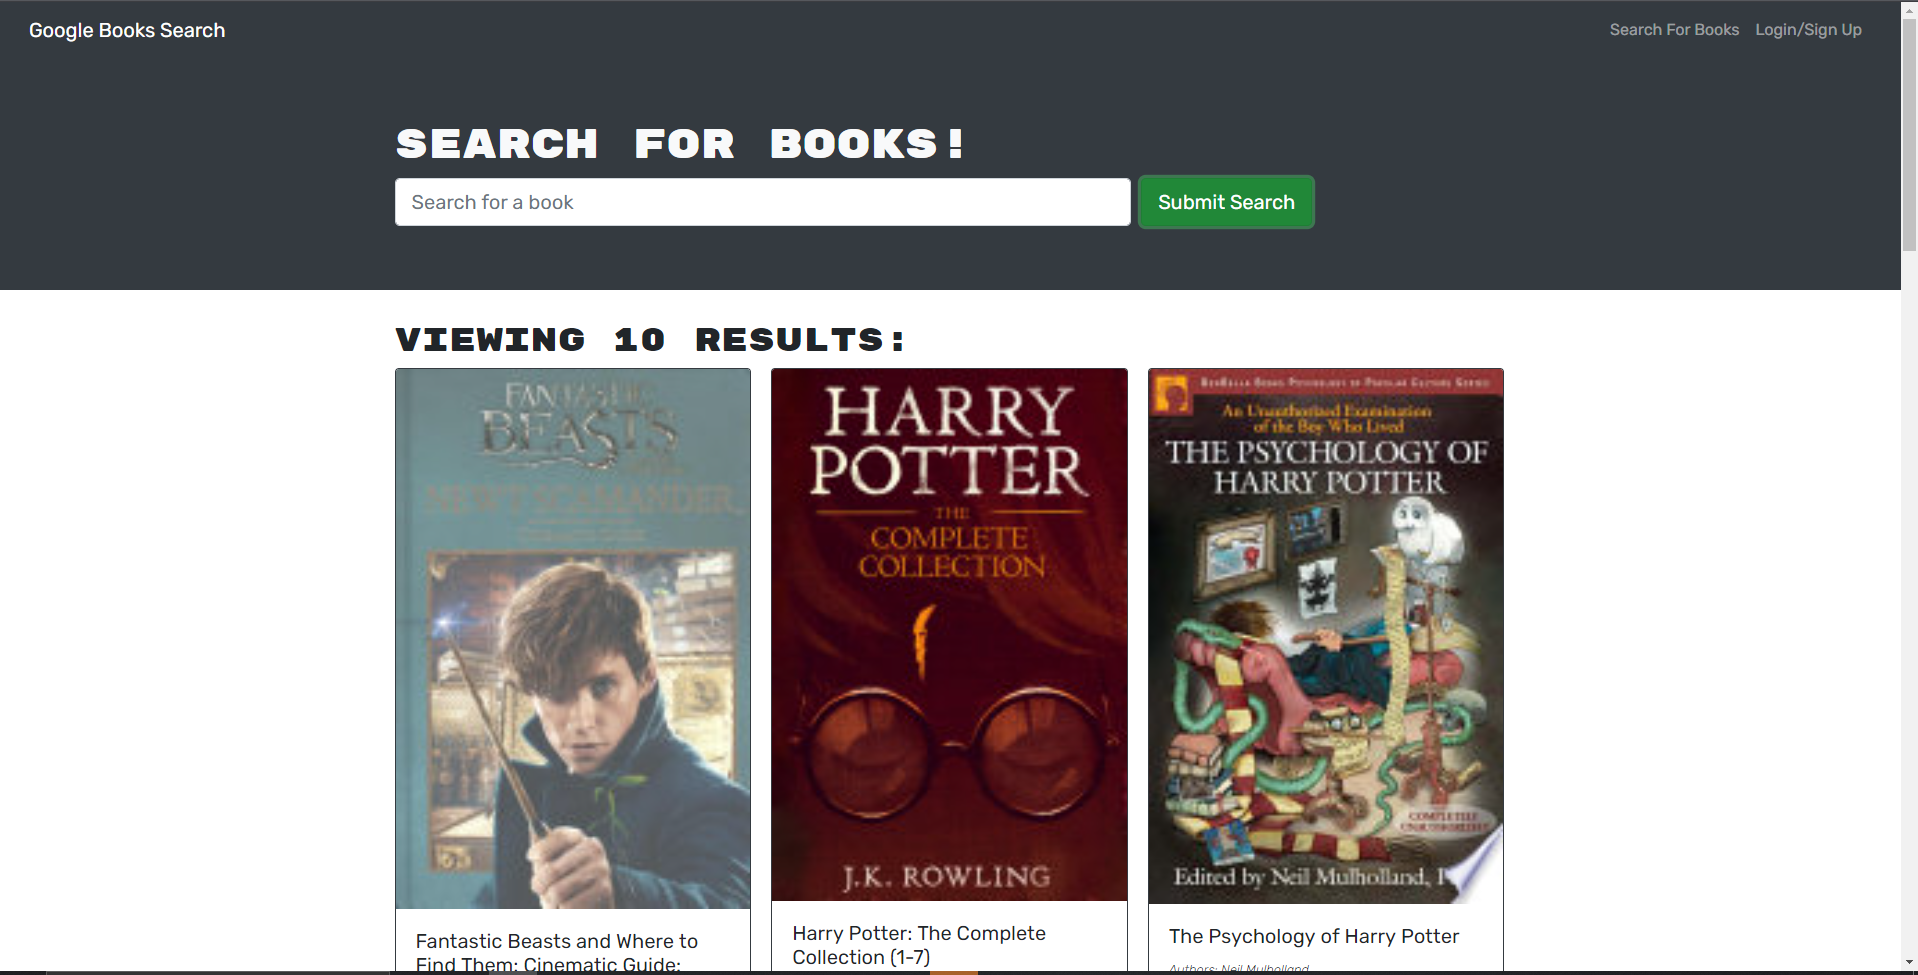 Google Books Search
Search For Books Login/Sign Up
SEARCH FOR BOOKS!
Search for a book
Submit Search
VIEWING 10 RESULTS:
FANTASTIC
BEASTS
NEWT SCAMANDER
Fantastic Beasts and Where to
Find Them: Cinematic Guide:
HARRY
POTTER
THE
COMPLETE
COLLECTION
J.K. ROWLING
Harry Potter: The Complete
Collection (1-7)
BenBella Books Psychology of Popular Culture Series
An Unauthorized Examination
of the Boy Who Lived
THE PSYCHOLOGY OF
HARRY POTTER
COMPLETELY
UNAUTHORIZED
Edited by Neil Mulholland,
The Psychology of Harry Potter
Authors: Neil Mulholland